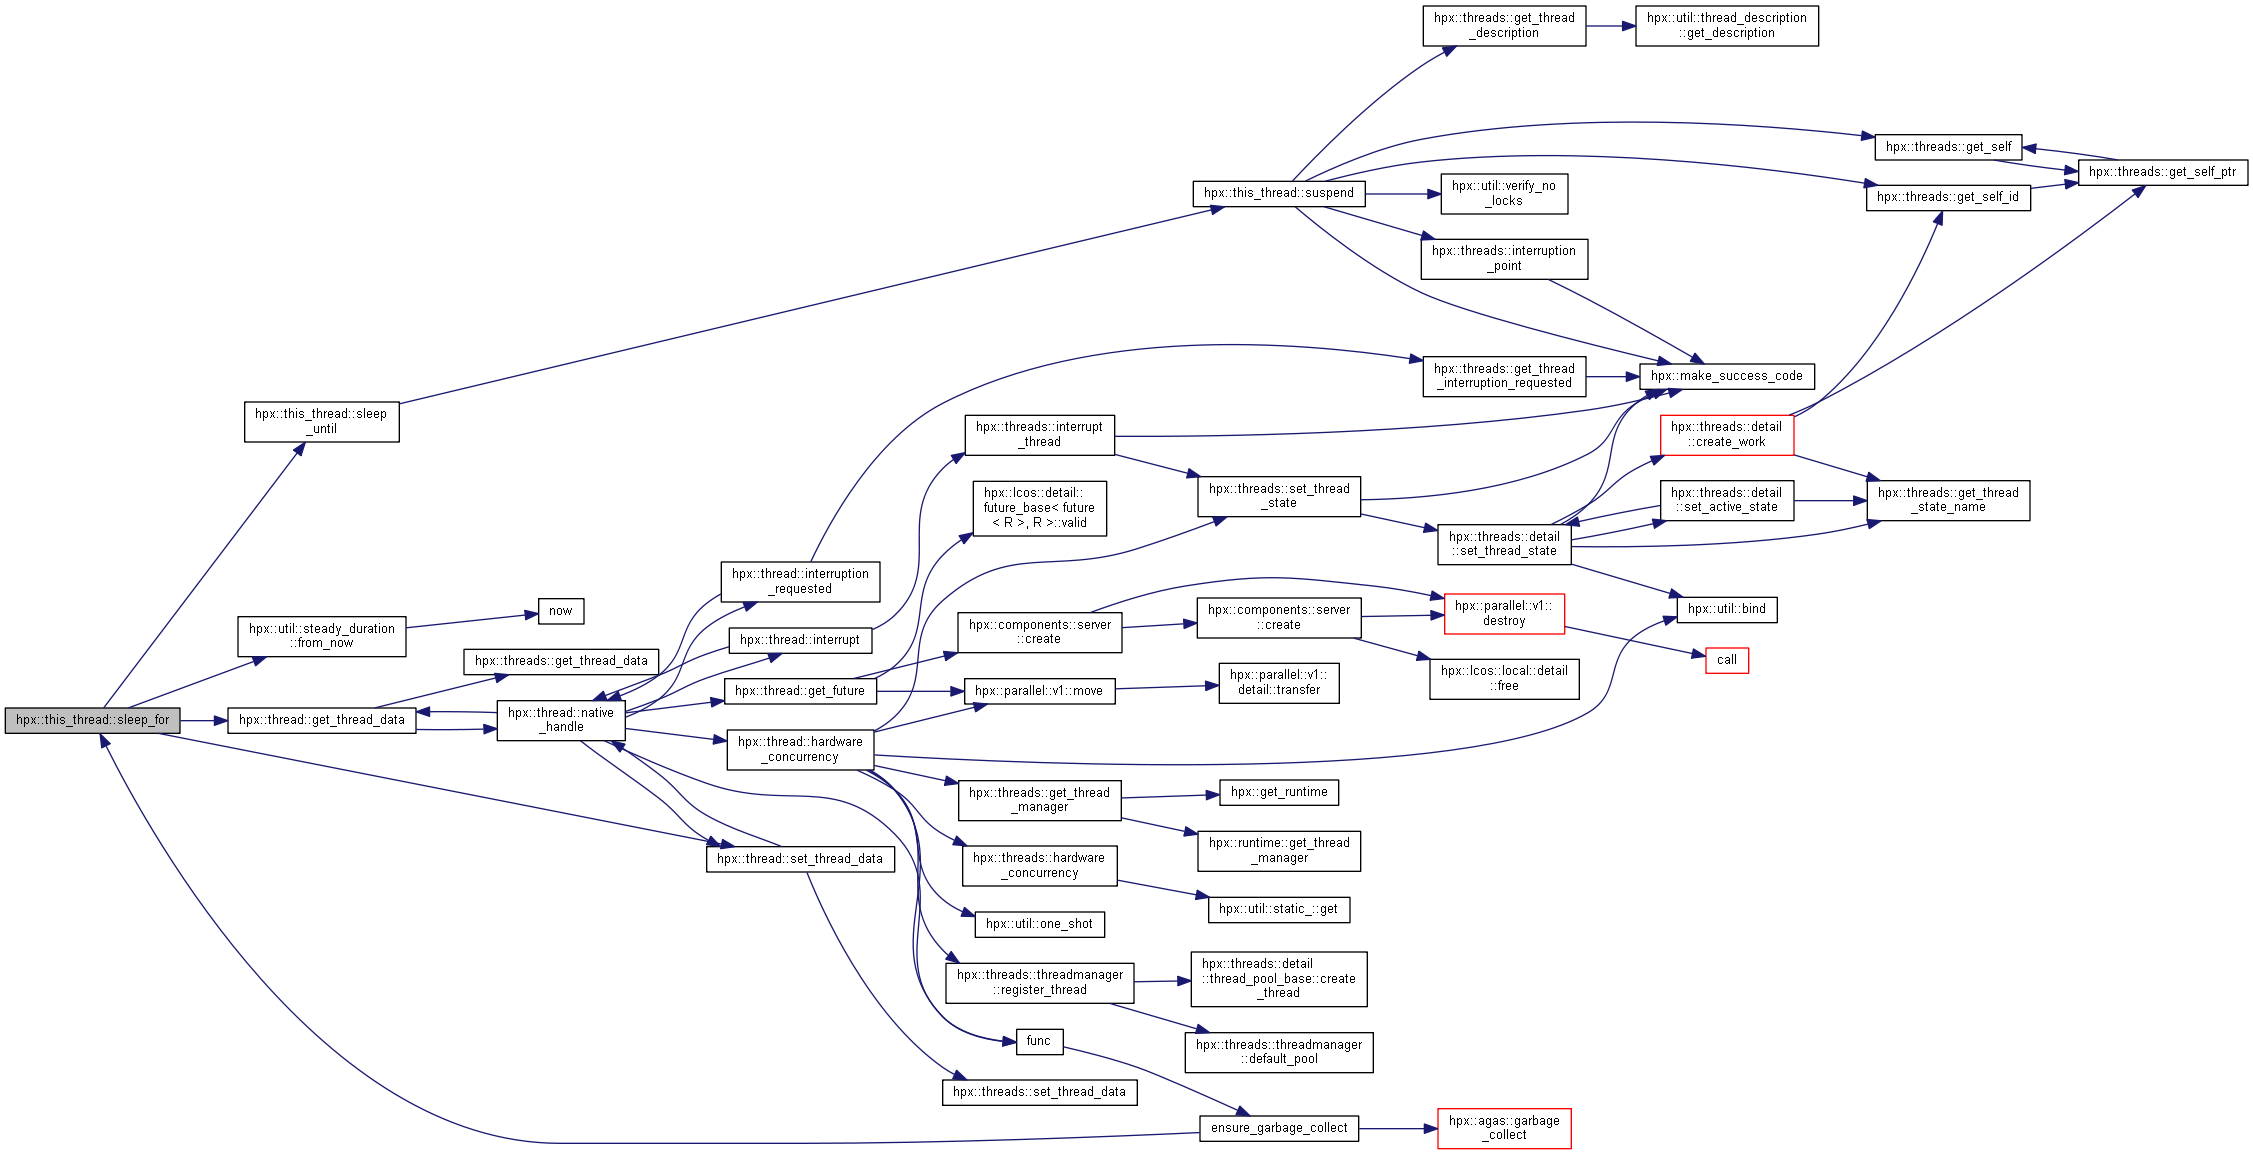 hpx::threads::get_thread
_description
hpx::util::thread_description
::get_description
hpx::threads::get_self
hpx::threads::get_self_ptr
hpx::this_thread::suspend
hpx::util::verify_no
_locks
hpx::threads::get_self_id
hpx::threads::interruption
_point
hpx::threads::get_thread
_interruption_requested
hpx::make_success_code
hpx::this_thread::sleep
_until
hpx::threads::interrupt
_thread
hpx::threads::detail
::create_work
hpx::lcos::detail::
future_base< future
< R >, R >::valid
hpx::threads::set_thread
_state
hpx::threads::detail
::set_active_state
hpx::threads::get_thread
_state_name
hpx::threads::detail
::set_thread_state
hpx::thread::interruption
_requested
now
hpx::util::steady_duration
::from_now
hpx::thread::interrupt
hpx::components::server
::create
hpx::components::server
::create
hpx::parallel::v1::
destroy
hpx::util::bind
hpx::threads::get_thread_data
call
hpx::thread::get_future
hpx::parallel::v1::move
hpx::parallel::v1::
detail::transfer
hpx::lcos::local::detail
::free
hpx::this_thread::sleep_for
hpx::thread::get_thread_data
hpx::thread::native
_handle
hpx::thread::hardware
_concurrency
hpx::threads::get_thread
_manager
hpx::get_runtime
hpx::runtime::get_thread
_manager
hpx::thread::set_thread_data
hpx::threads::hardware
_concurrency
hpx::util::static_::get
hpx::util::one_shot
hpx::threads::threadmanager
::register_thread
hpx::threads::detail
::thread_pool_base::create
_thread
func
hpx::threads::threadmanager
::default_pool
hpx::threads::set_thread_data
ensure_garbage_collect
hpx::agas::garbage
_collect